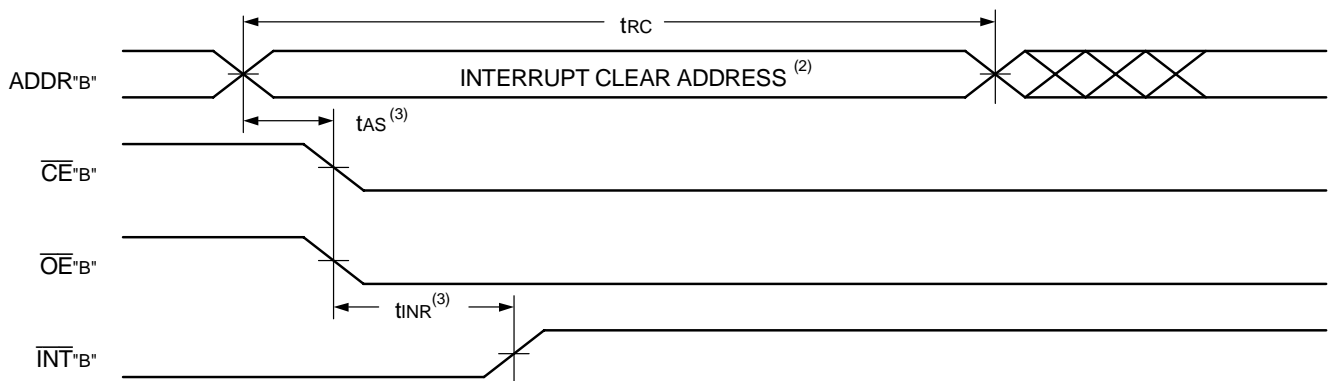 tRC
ADDR"B"
INTERRUPT CLEAR ADDRESS (2)
tAS(3)
CE"B"
OE"B"
tINR(3)
INT"B"